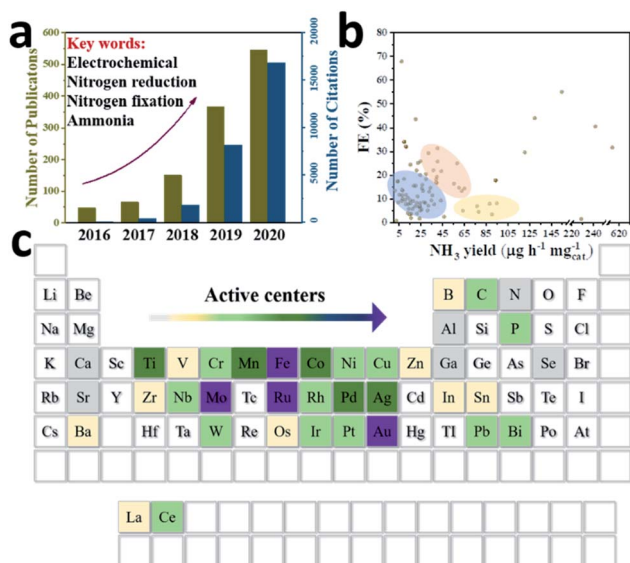 a
Number of Publicatons
600
500
400
300
200
100
0
Key words:
Electrochemical
Nitrogen reduction
Nitrogen fixation
Ammonia
2016 2017 2018 2019 2020
20000
15000
10000
5000
0
Number of Citations
b
FE (%)
80
70
60
50
40
30
20
10
0
5 25 45 65 85 105 125 145 220 230 220 620
NH3 yield (µg h-1 mg-1cat.)
c
Active centers
Li Be B C N O F
Na Mg Al Si P S Cl
K Ca Sc Ti V Cr Mn Fe Co Ni Cu Zn Ga Ge As Se Br
Rb Sr Y Zr Nb Mo Tc Ru Rh Pd Ag Cd In Sn Sb Te I
Cs Ba Hf Ta W Re Os Ir Pt Au Hg Tl Pb Bi Po At
La Ce